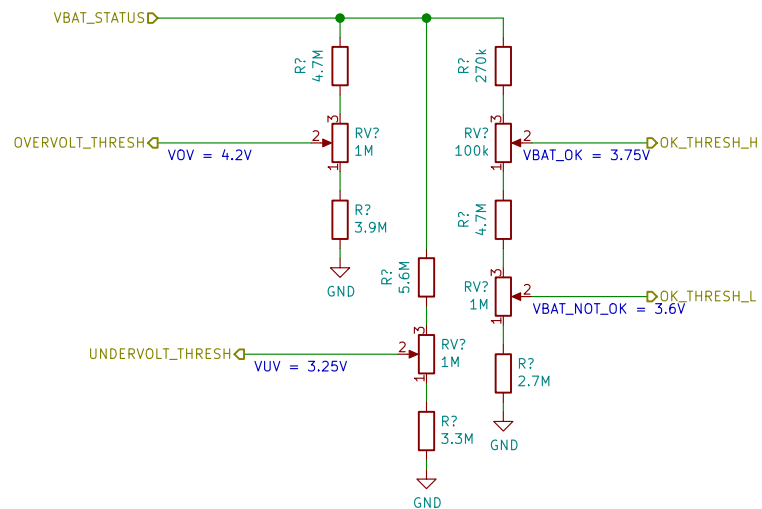 VBAT_STATUS
R?
4.7M
3
2
1
RV?
1M
OVERVOLT_THRESH
VOV = 4.2V
R?
3.9M
GND
R?
5.6M
3
2
1
RV?
1M
UNDERVOLT_THRESH
VUV = 3.25V
R?
3.3M
GND
R?
270k
3
2
1
RV?
100k
OK_THRESH_H
VBAT_OK = 3.75V
R?
4.7M
3
2
1
RV?
1M
OK_THRESH_L
VBAT_NOT_OK = 3.6V
R?
2.7M
GND